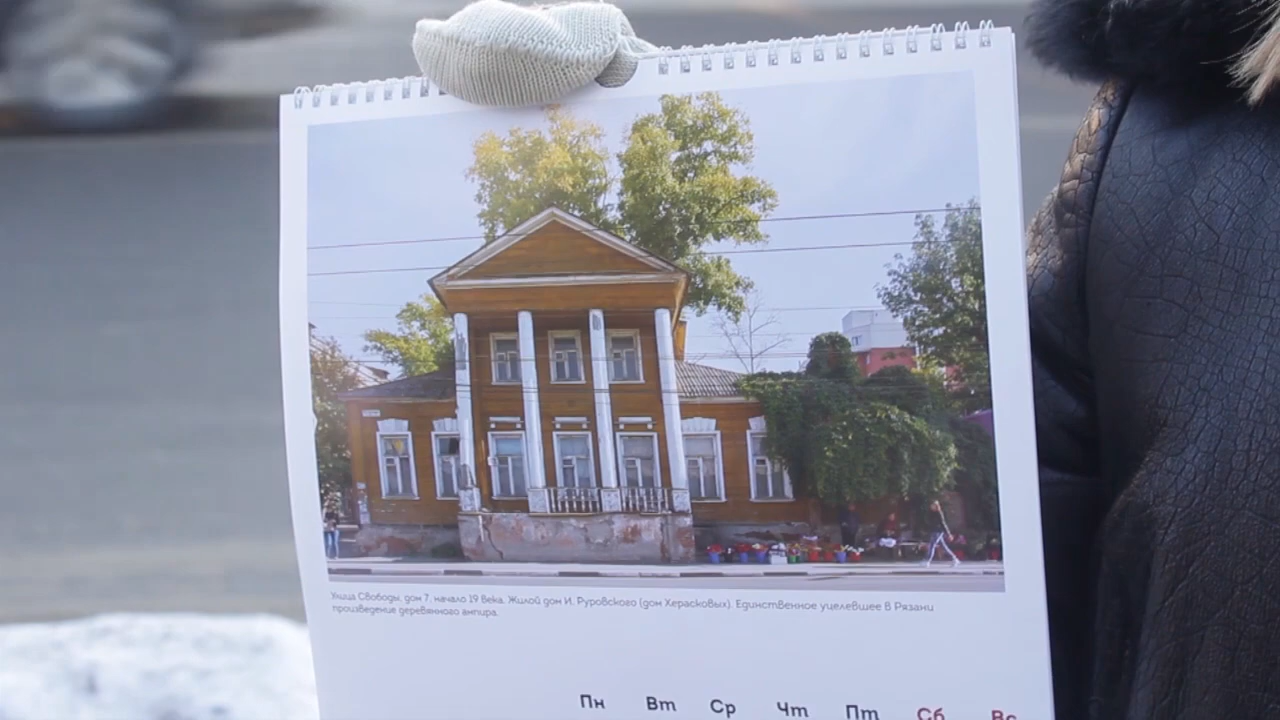 Улица Свободы, дом 7, начало 19 века. Жилой дом И. Руровского (дом Херасковых). Единственное уцелевшее в Рязани
произведение деревянного ампира.
Пн Вт Ср Чт Пт Сб Вс